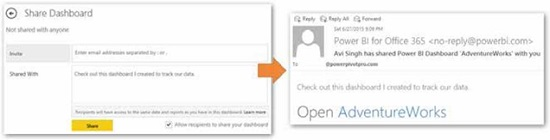 Share Dashboard
Not shared with anyone
Invite
Enter email addresses separated by ; or ,
Shared With
Check out this dashboard I created to track our data.
Recipients will have access to the same data and reports as you have in this dashboard. Learn more
Share
Allow recipients to share your dashboard
Reply Reply All Forward
Sat 6/27/2015 9:09 PM
Power BI for Office 365 <no-reply@powerbi.com>
Avi Singh has shared Power BI Dashboard 'AdventureWorks' with you
To
@powerpivotpro.com
Check out this dashboard I created to track our data.
Open AdventureWorks